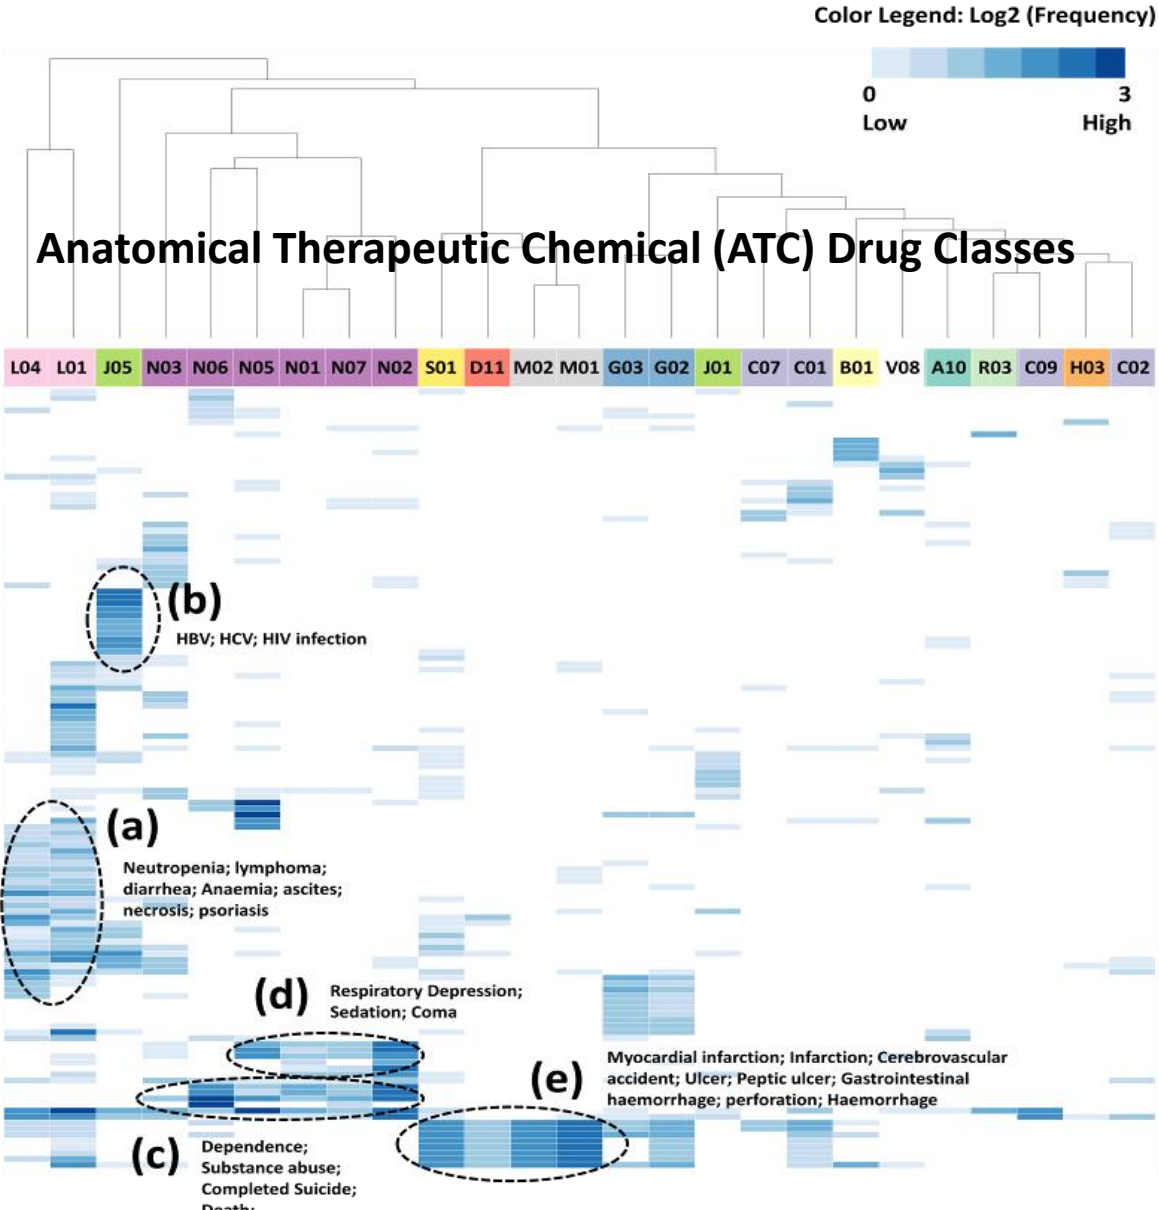 Color Legend: Log2 (Frequency)
0 3
Low High
Anatomical Therapeutic Chemical (ATC) Drug Classes
L04 L01 J05 N03 N06 N05 N01 N07 N02 S01 D11 M02 M01 G03 G02 J01 C07 C01 B01 V08 A10 R03 C09 H03 C02
(b)
HBV; HCV; HIV infection
(a)
Neutropenia; lymphoma;
diarrhea; Anaemia; ascites;
necrosis; psoriasis
(d)
Respiratory Depression;
Sedation; Coma
(e)
Myocardial infarction; Infarction; Cerebrovascular
accident; Ulcer; Peptic ulcer; Gastrointestinal
haemorrhage; perforation; Haemorrhage
(c)
Dependence;
Substance abuse;
Completed Suicide;
Death;